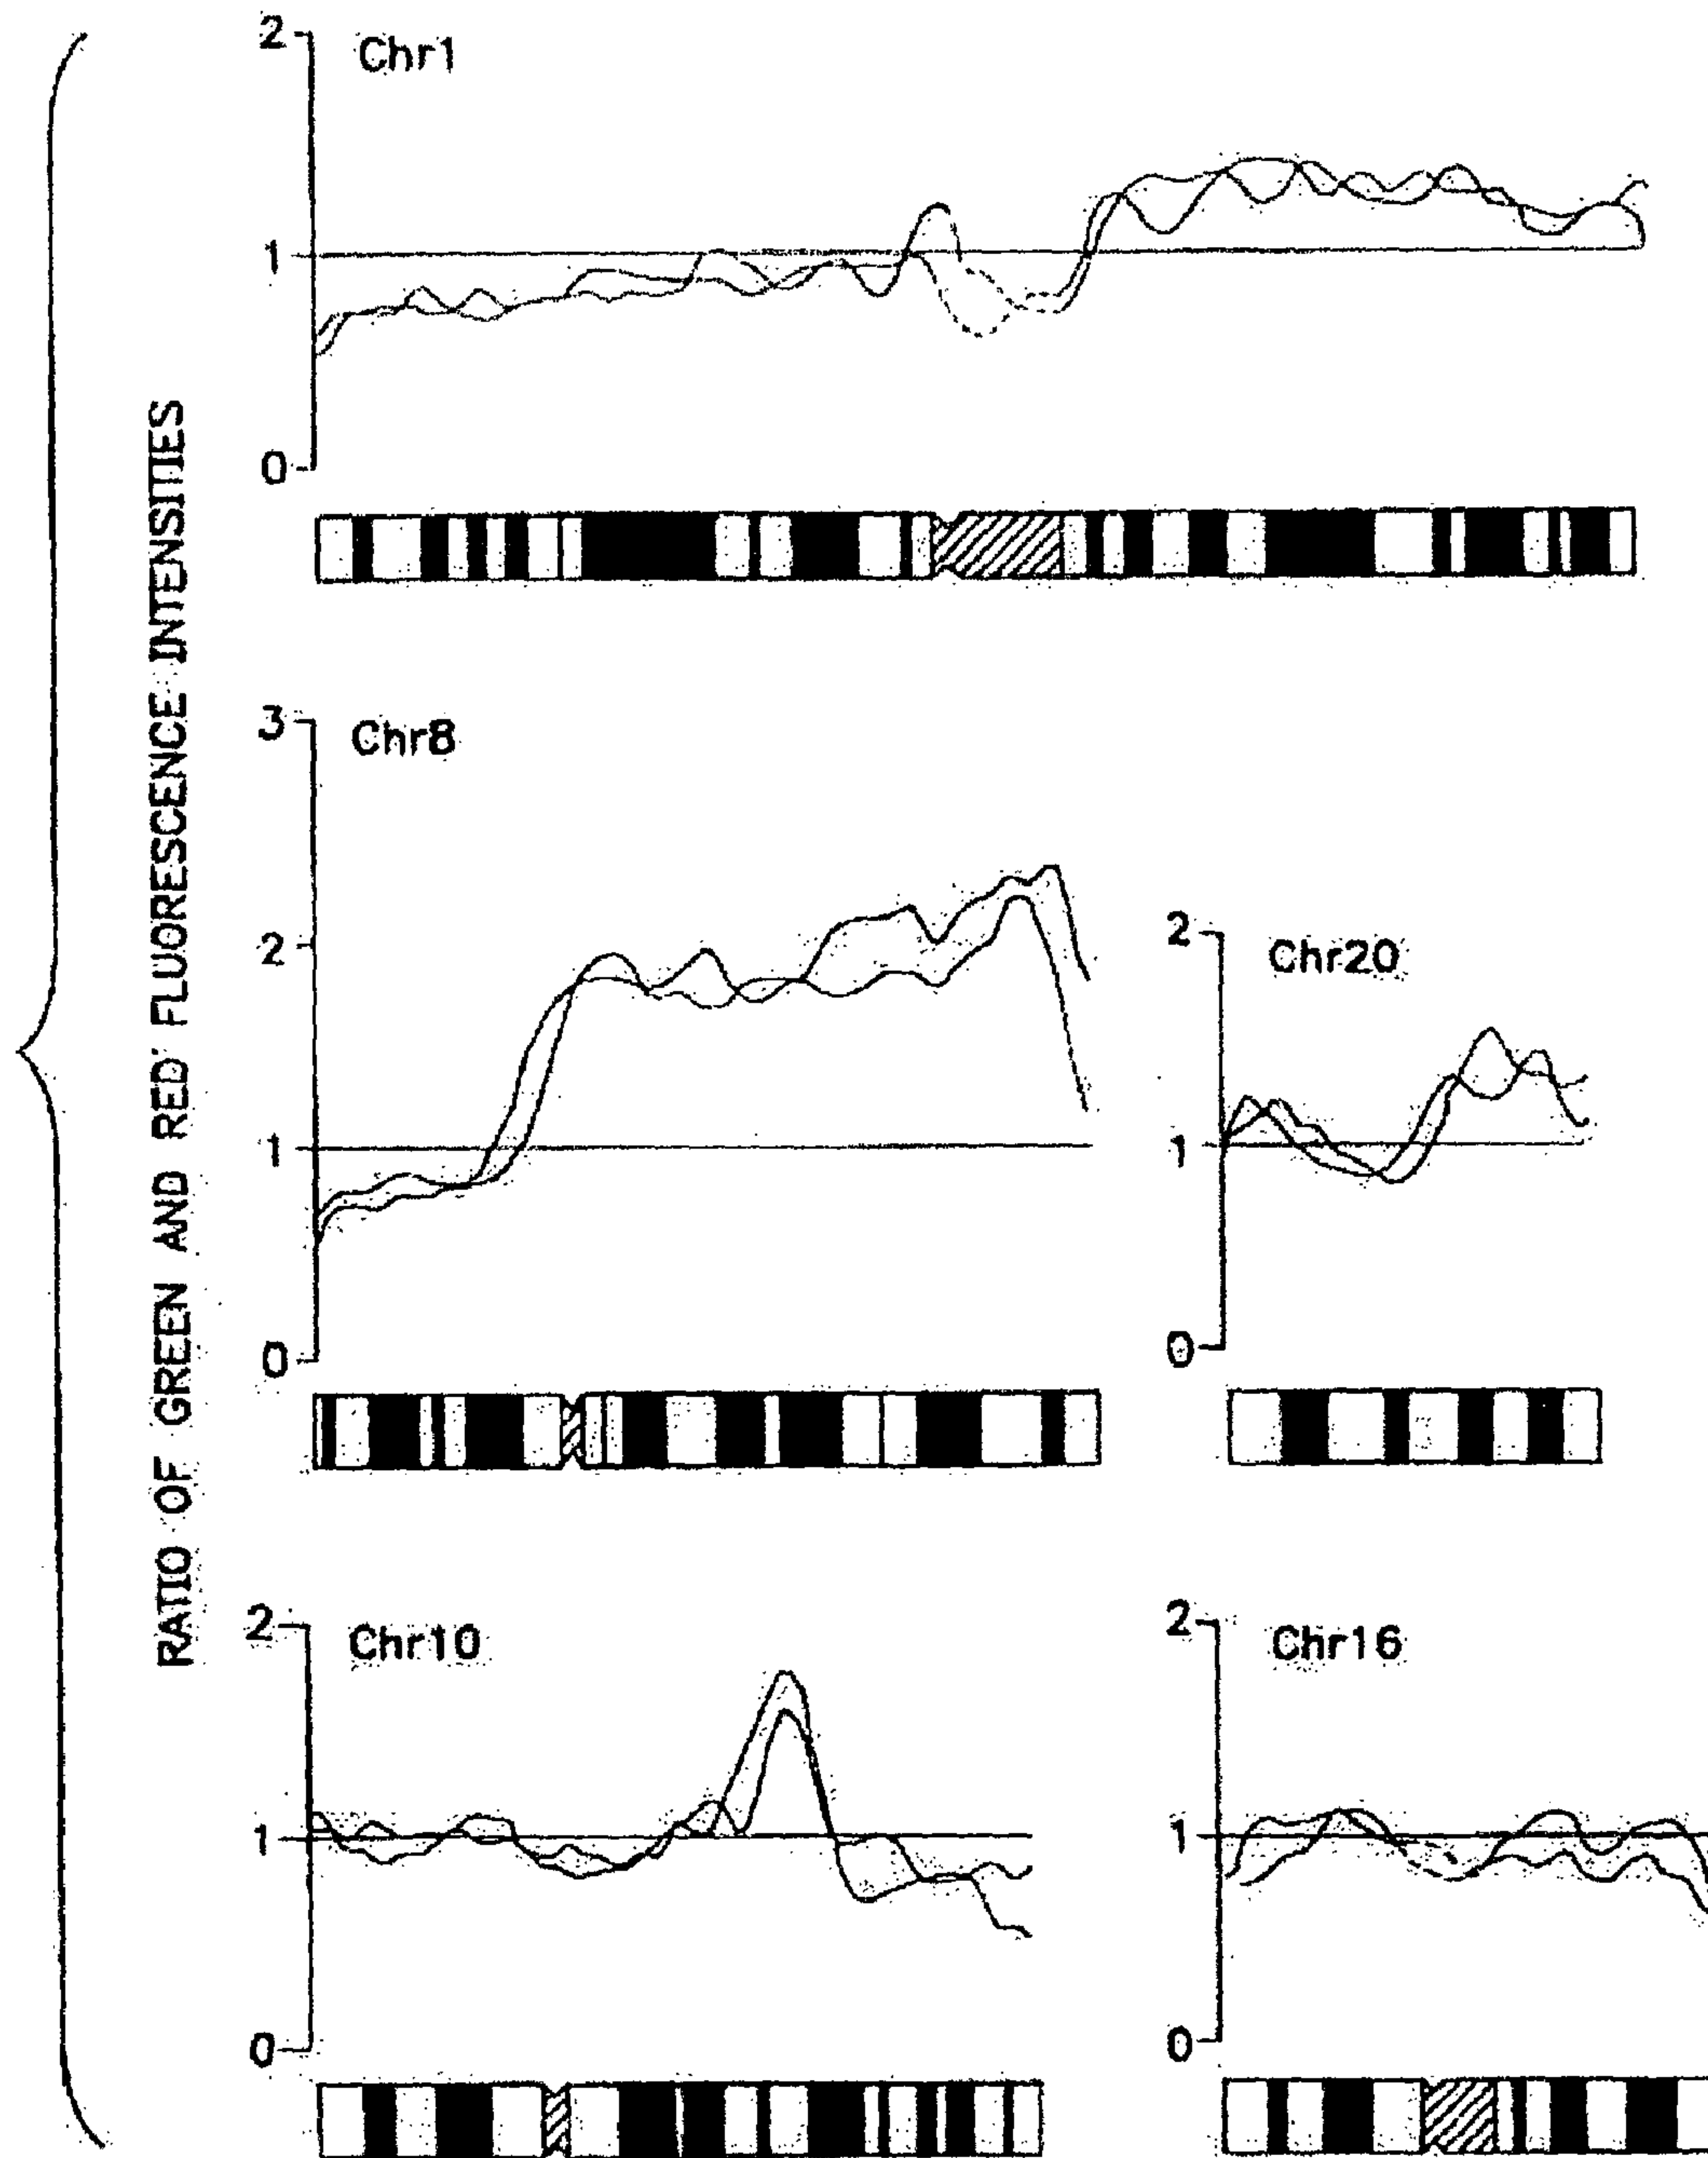 RATIO OF GREEN AND RED FLUORESCENCE INTENSITIES
2
Chr1
1
0
3
Chr8
2
1
0
2
Chr20
1
0
2
Chr10
1
0
2
Chr16
1
0